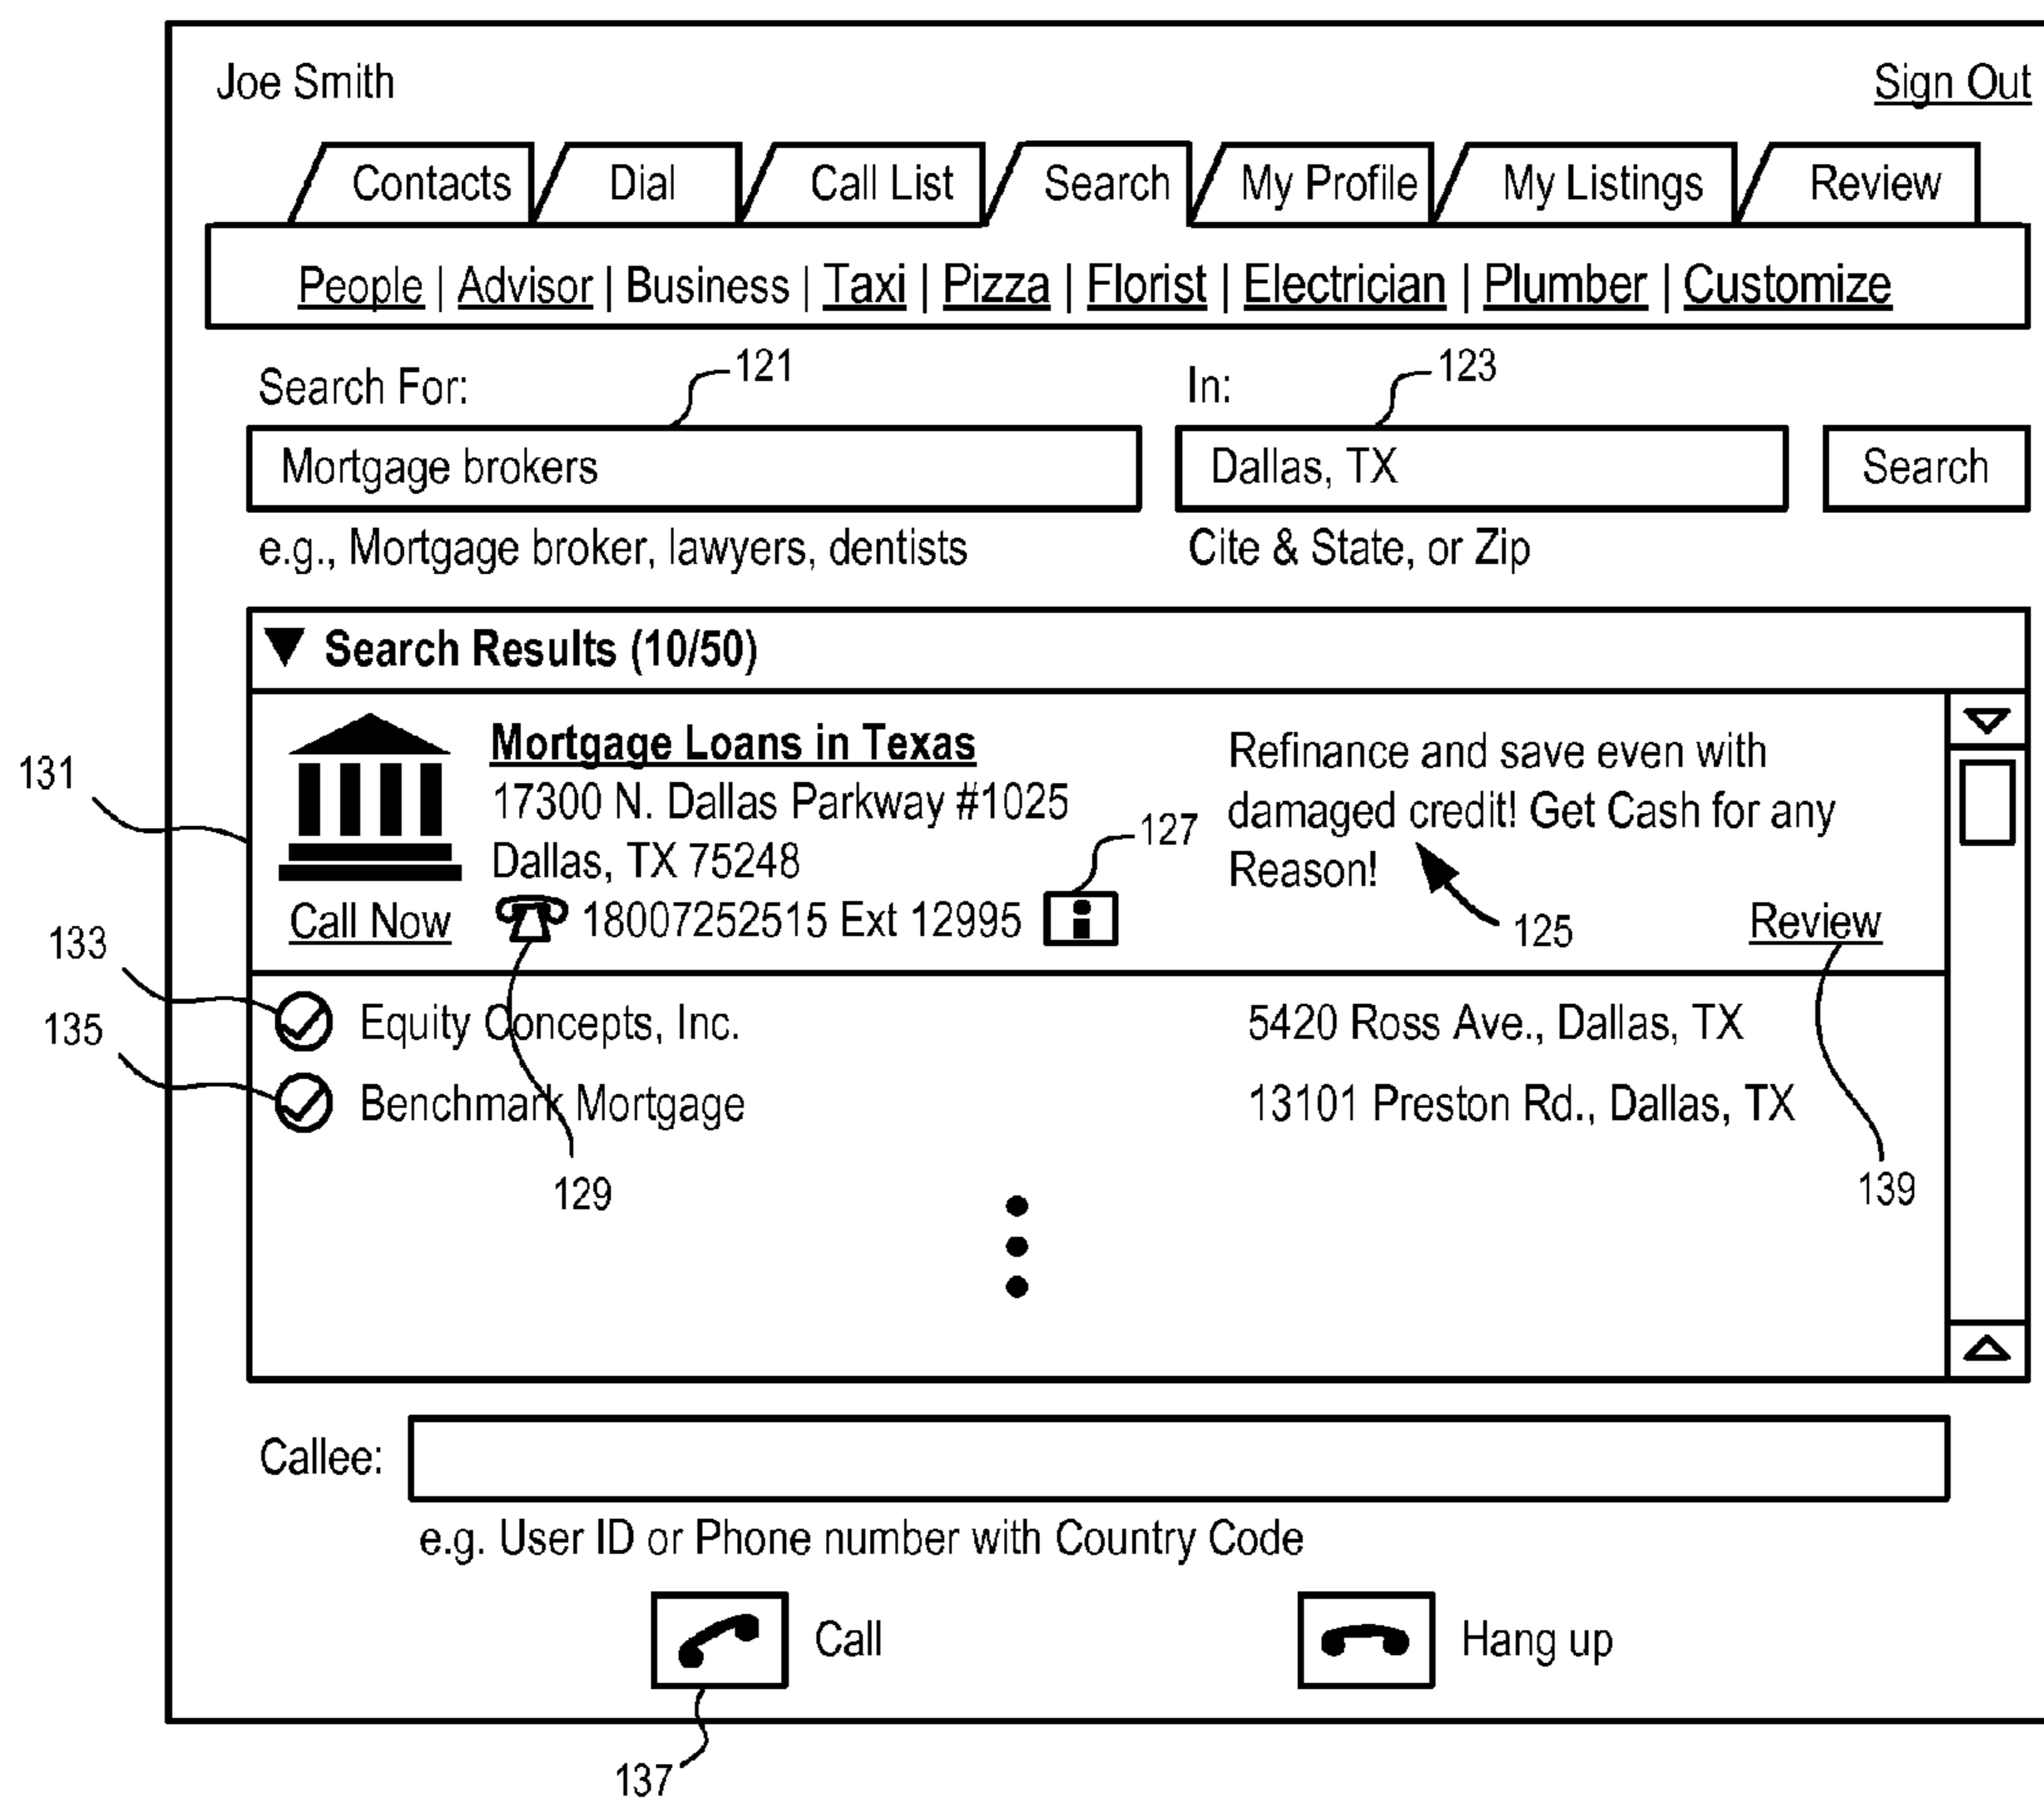 Joe Smith Sign Out
Contacts Dial Call List Search My Profile My Listings Review
People | Advisor | Business | Taxi | Pizza | Florist | Electrician | Plumber | Customize
Search For: 121 In: 123
Mortgage brokers Dallas, TX Search
e.g., Mortgage broker, lawyers, dentists Cite & State, or Zip
Search Results (10/50)
131
Mortgage Loans in Texas
17300 N. Dallas Parkway #1025
Dallas, TX 75248
127
Refinance and save even with
damaged credit! Get Cash for any
Reason!
Call Now 18007252515 Ext 12995 i 125 Review
133 Equity Concepts, Inc. 5420 Ross Ave., Dallas, TX
135 Benchmark Mortgage 13101 Preston Rd., Dallas, TX
129 139
Callee:
e.g. User ID or Phone number with Country Code
Call Hang up
137